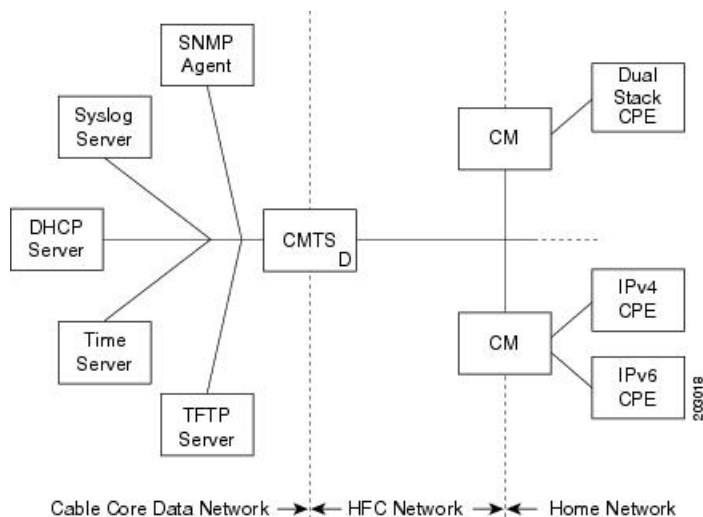 SNMP
Agent
Syslog
Server
DHCP
Server
Time
Server
TFTP
Server
CMTS
D
CM
Dual
Stack
CPE
CM
IPv4
CPE
IPv6
CPE
203018
Cable Core Data Network
HFC Network
Home Network